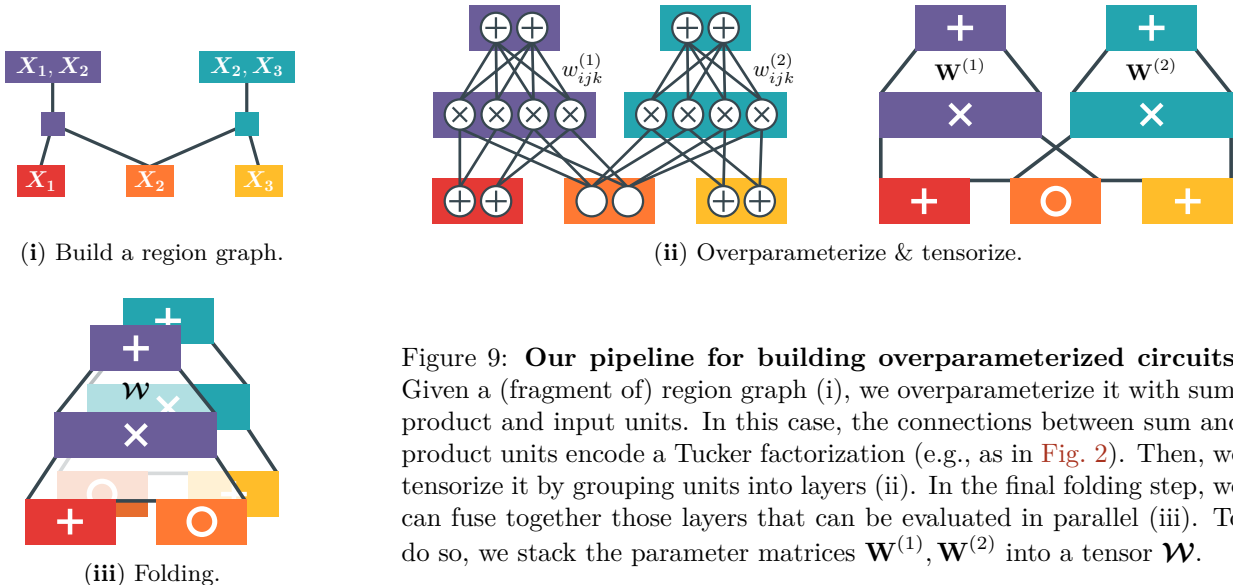 X₁, X₂
X₂, X₃
X₁
X₂
X₃
(i) Build a region graph.
+ +
+ +
w_{ijk}^{(1)}
w_{ijk}^{(2)}
× × × ×
× × × ×
+ +
+ +
(ii) Overparameterize & tensorize.
+
+
W^{(1)}
W^{(2)}
×
×
+
+
+
+
𝓦
×
×
+
+
(iii) Folding.
Figure 9: Our pipeline for building overparameterized circuits
Given a (fragment of) region graph (i), we overparameterize it with sum
product and input units. In this case, the connections between sum and
product units encode a Tucker factorization (e.g., as in Fig. 2). Then, we
tensorize it by grouping units into layers (ii). In the final folding step, we
can fuse together those layers that can be evaluated in parallel (iii). To
do so, we stack the parameter matrices W^{(1)}, W^{(2)} into a tensor 𝓦.